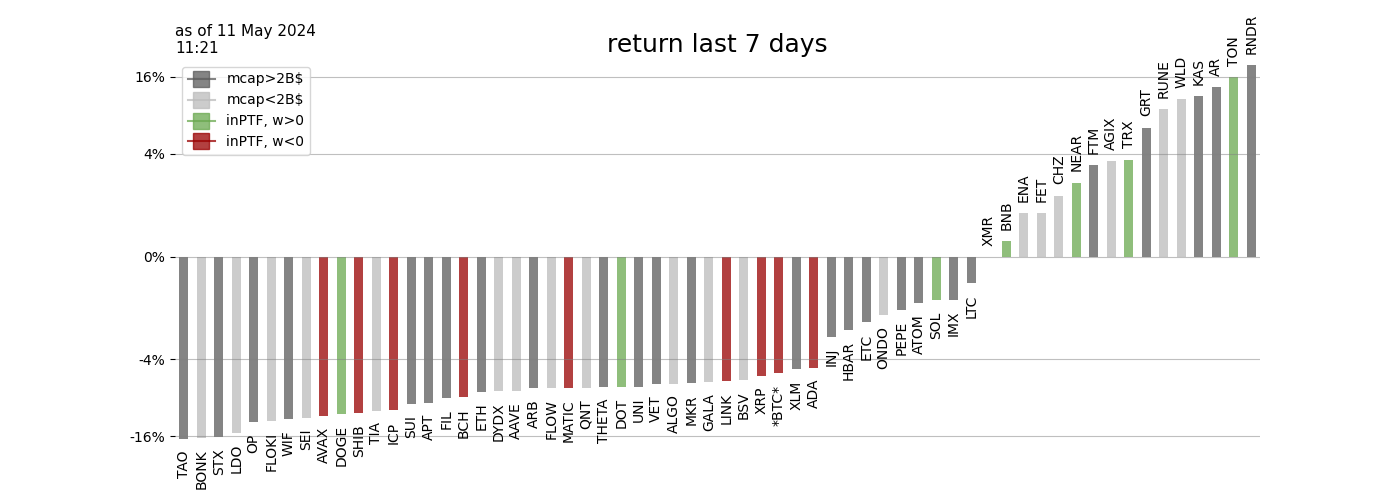 as of 11 May 2024
11:21
return last 7 days
mcap>2B$
mcap<2B$
inPTF, w>0
inPTF, w<0
16%
4%
0%
-4%
-16%
TAO
BONK
STX
LDO
OP
FLOKI
WIF
SEI
AVAX
DOGE
SHIB
TIA
ICP
SUI
APT
FIL
BCH
ETH
DYDX
AAVE
ARB
FLOW
MATIC
QNT
THETA
DOT
UNI
VET
ALGO
MKR
GALA
LINK
BSV
XRP
*BTC*
XLM
ADA
INJ
HBAR
ETC
ONDO
PEPE
ATOM
SOL
IMX
LTC
XMR
BNB
ENA
FET
CHZ
NEAR
FTM
AGIX
TRX
GRT
RUNE
WLD
KAS
AR
TON
RNDR